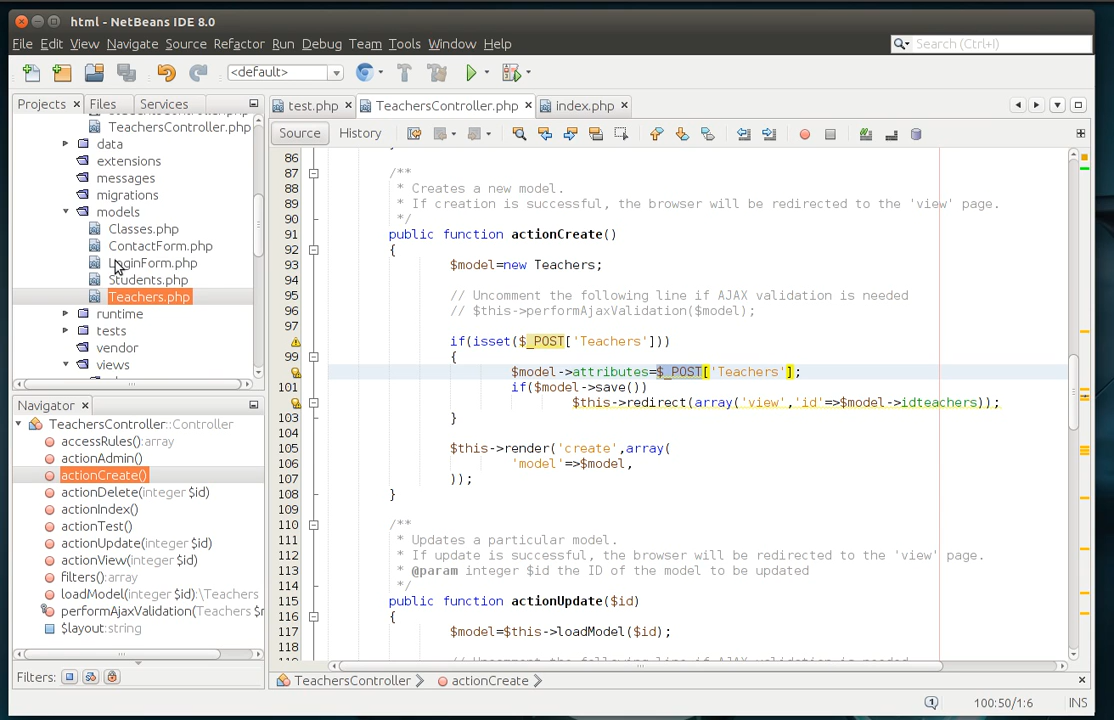 html - NetBeans IDE 8.0
File Edit View Navigate Source Refactor Run Debug Team Tools Window Help
Search (Ctrl+I)
<default>
Projects Files Services
test.php TeachersController.php index.php
Source History
TeachersController.php
data
extensions
messages
migrations
models
Classes.php
ContactForm.php
LoginForm.php
Students.php
Teachers.php
runtime
tests
vendor
views
Navigator
TeachersController::Controller
accessRules():array
actionAdmin()
actionCreate()
actionDelete(integer $id)
actionIndex()
actionTest()
actionUpdate(integer $id)
actionView(integer $id)
filters():array
loadModel(integer $id):\Teachers
performAjaxValidation(Teachers $r
$layout:string
Filters:
86
87 /**
88 * Creates a new model.
89 * If creation is successful, the browser will be redirected to the 'view' page.
90 */
91 public function actionCreate()
92 {
93 $model=new Teachers;
94
95 // Uncomment the following line if AJAX validation is needed
96 // $this->performAjaxValidation($model);
97
if(isset($_POST['Teachers']))
99 {
$model->attributes=$_POST['Teachers'];
101 if($model->save())
$this->redirect(array('view','id'=>$model->idteachers));
103 }
104
105 $this->render('create',array(
106 'model'=>$model,
107 ));
108 }
109
110 /**
111 * Updates a particular model.
112 * If update is successful, the browser will be redirected to the 'view' page.
113 * @param integer $id the ID of the model to be updated
114 */
115 public function actionUpdate($id)
116 {
117 $model=$this->loadModel($id);
118
TeachersController actionCreate
100:50/1:6 INS